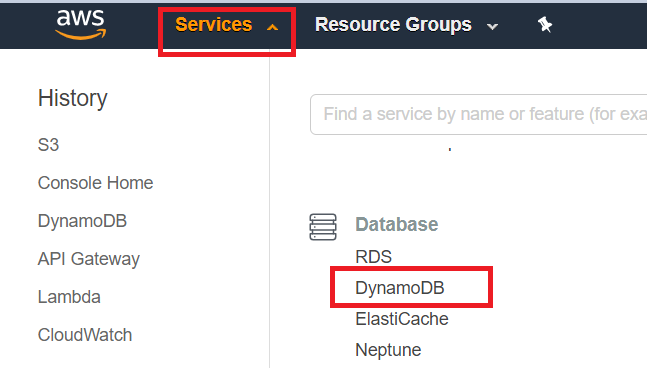 aws Services Resource Groups
History
S3
Console Home
DynamoDB
API Gateway
Lambda
CloudWatch
Find a service by name or feature (for exa
Database
RDS
DynamoDB
ElastiCache
Neptune